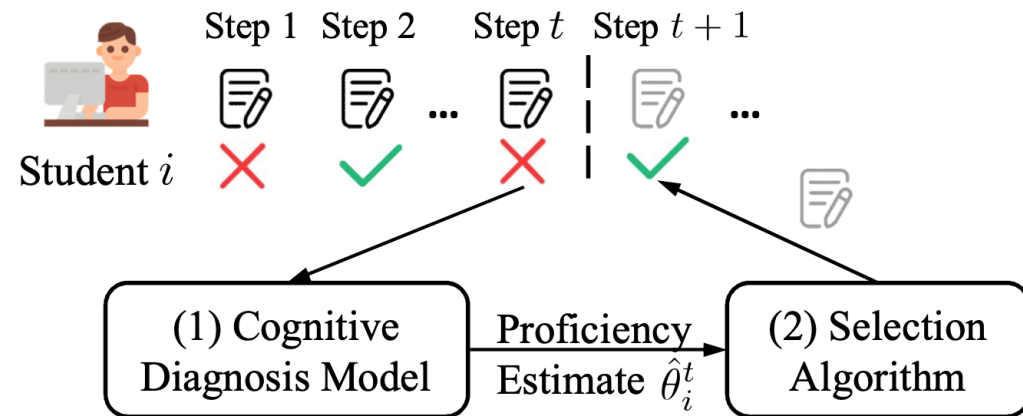 Step 1 Step 2 Step t Step t + 1
... ...
Student i
(1) Cognitive
Diagnosis Model
Proficiency
Estimate θ̂ᵢᵗ
(2) Selection
Algorithm